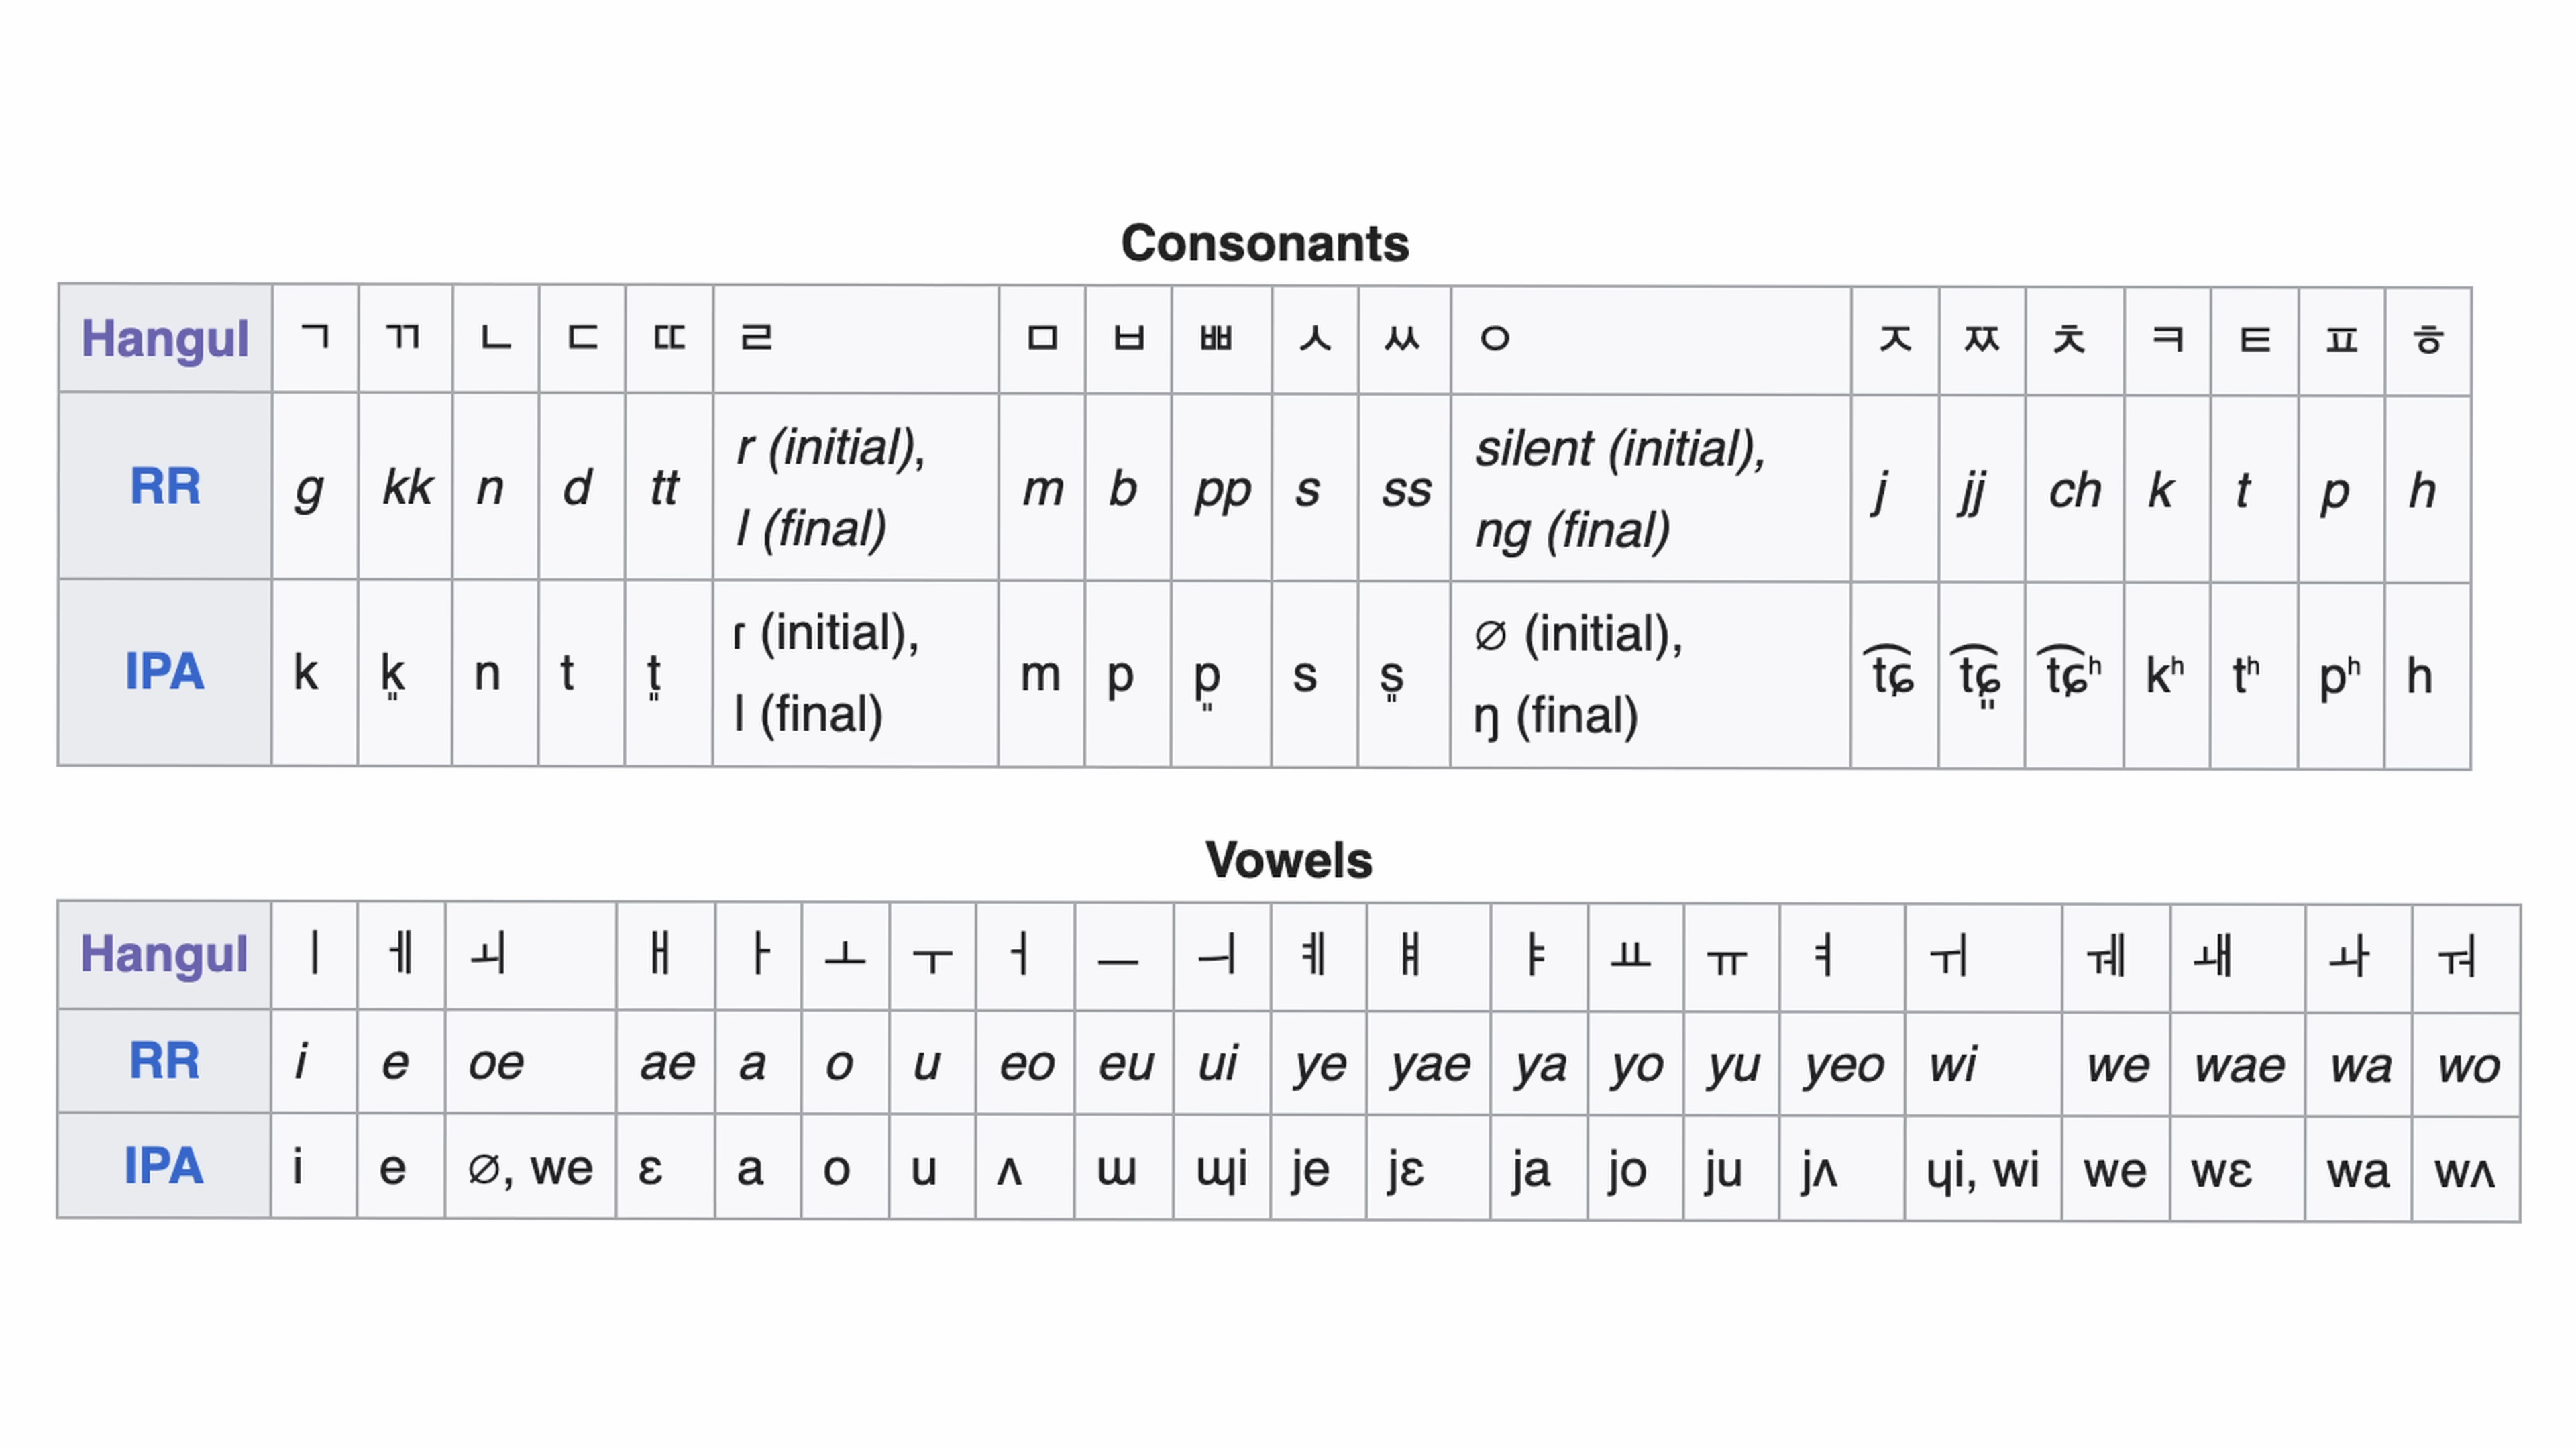 Consonants
Hangul ㄱ ㄲ ㄴ ㄷ ㄸ ㄹ ㅁ ㅂ ㅃ ㅅ ㅆ ㅇ ㅈ ㅉ ㅊ ㅋ ㅌ ㅍ ㅎ
RR g kk n d tt r (initial), l (final) m b pp s ss silent (initial), ng (final) j jj ch k t p h
IPA k k͈ n t t͈ ɾ (initial), l (final) m p p͈ s s͈ ∅ (initial), ŋ (final) t͡ɕ t͡ɕ͈ t͡ɕʰ kʰ tʰ pʰ h
Vowels
Hangul ㅣ ㅔ ㅚ ㅐ ㅏ ㅗ ㅜ ㅓ ㅡ ㅢ ㅖ ㅒ ㅑ ㅛ ㅠ ㅕ ㅟ ㅞ ㅙ ㅘ ㅝ
RR i e oe ae a o u eo eu ui ye yae ya yo yu yeo wi we wae wa wo
IPA i e ∅, we ɛ a o u ʌ ɯ ɰi je jɛ ja jo ju jʌ ɥi, wi we wɛ wa wʌ